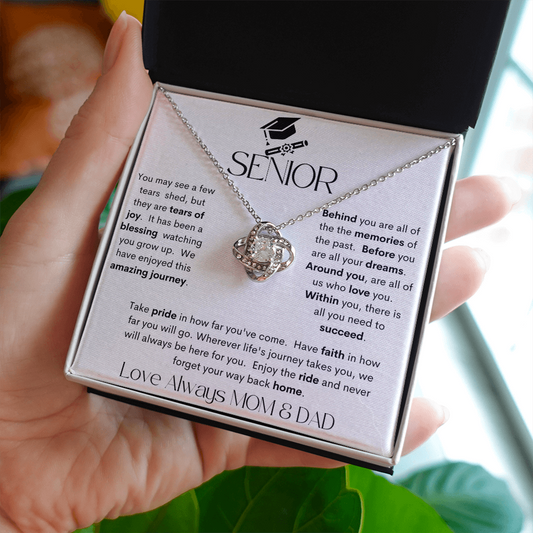 SENIOR
You may see a few
tears shed, but
they are tears of
joy. It has been a
blessing watching
you grow up. We
have enjoyed this
amazing journey.
Behind you are all of
the the memories of
the past. Before you
are all your dreams.
Around you, are all of
us who love you.
Within you, there is
all you need to
succeed.
Take pride in how far you've come. Have faith in how
far you will go. Wherever life's journey takes you, we
will always be here for you. Enjoy the ride and never
forget your way back home.
Love Always MOM & DAD